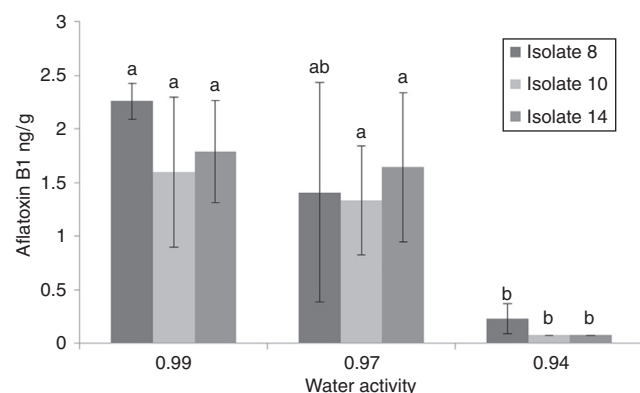 3
2.5
2
1.5
1
0.5
0
Aflatoxin B1 ng/g
a
a
a
ab
a
a
b
b
b
Isolate 8
Isolate 10
Isolate 14
0.99
0.97
0.94
Water activity